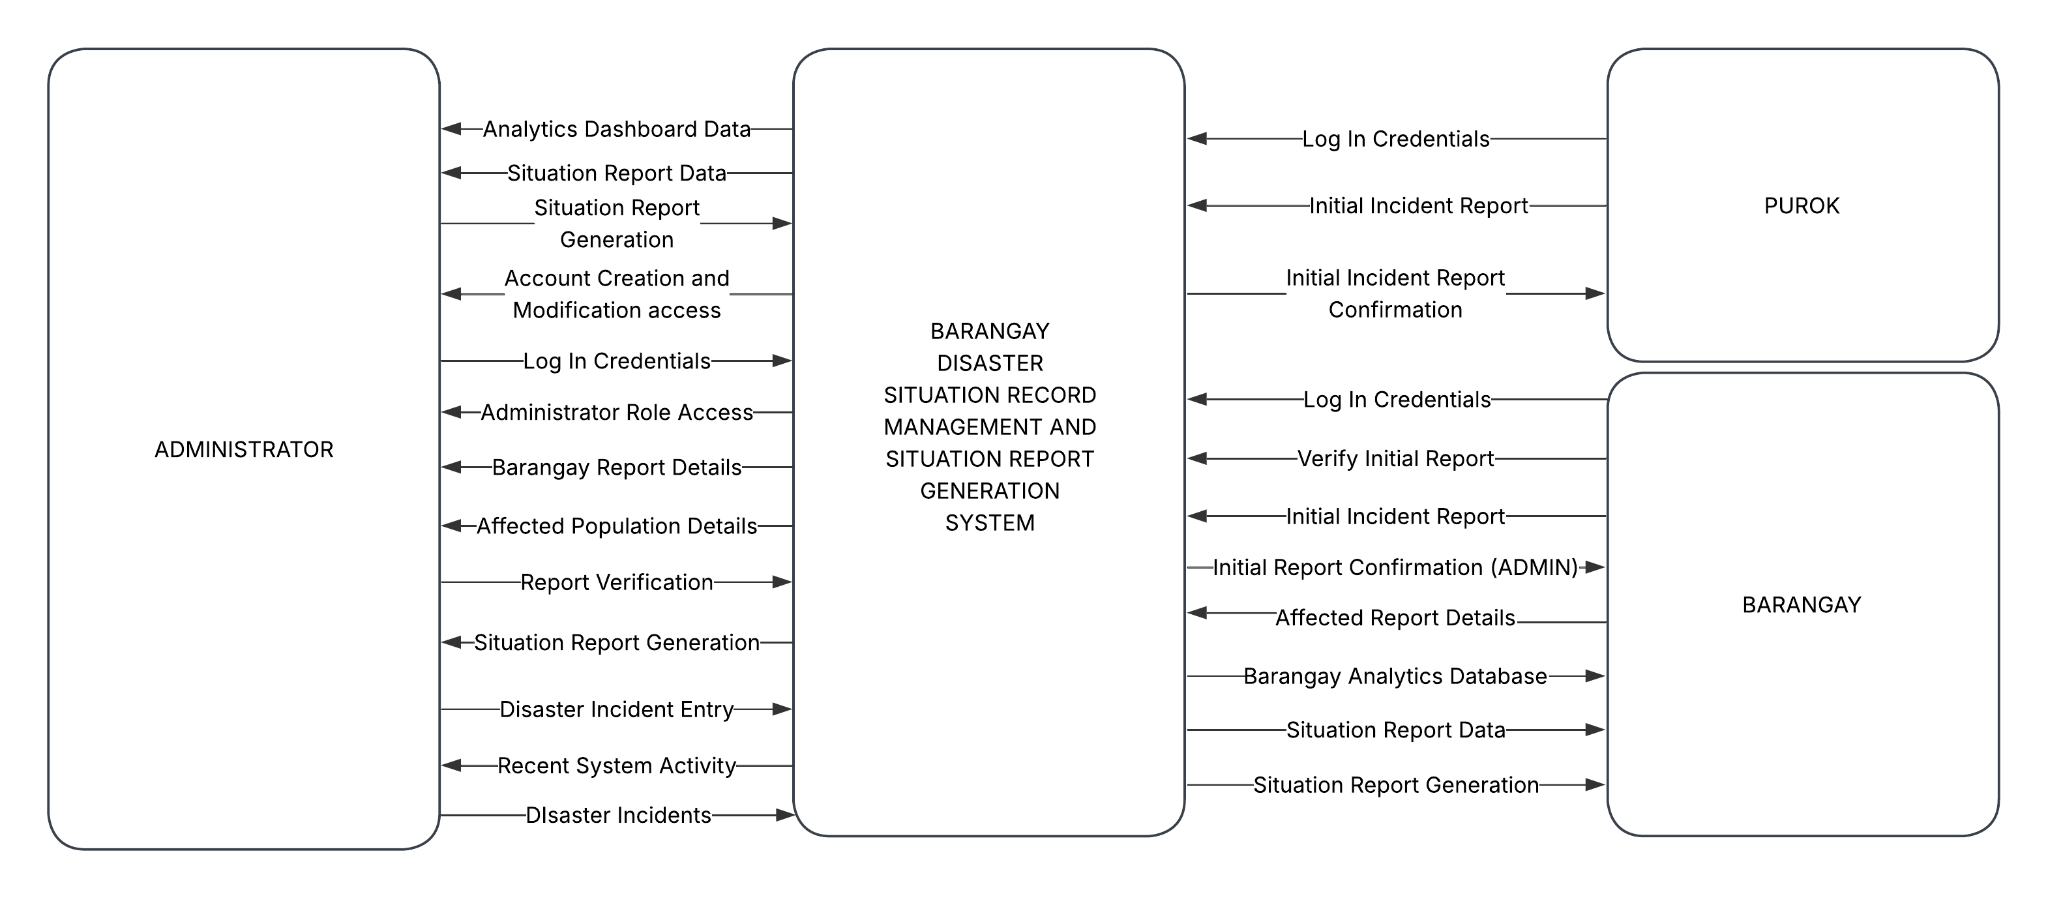 ADMINISTRATOR
Analytics Dashboard Data
Situation Report Data
Situation Report
Generation
Account Creation and
Modification access
Log In Credentials
Administrator Role Access
Barangay Report Details
Affected Population Details
Report Verification
Situation Report Generation
Disaster Incident Entry
Recent System Activity
DIsaster Incidents
BARANGAY
DISASTER
SITUATION RECORD
MANAGEMENT AND
SITUATION REPORT
GENERATION
SYSTEM
Log In Credentials
Initial Incident Report
Initial Incident Report
Confirmation
PUROK
Log In Credentials
Verify Initial Report
Initial Incident Report
Initial Report Confirmation (ADMIN)
Affected Report Details
Barangay Analytics Database
Situation Report Data
Situation Report Generation
BARANGAY